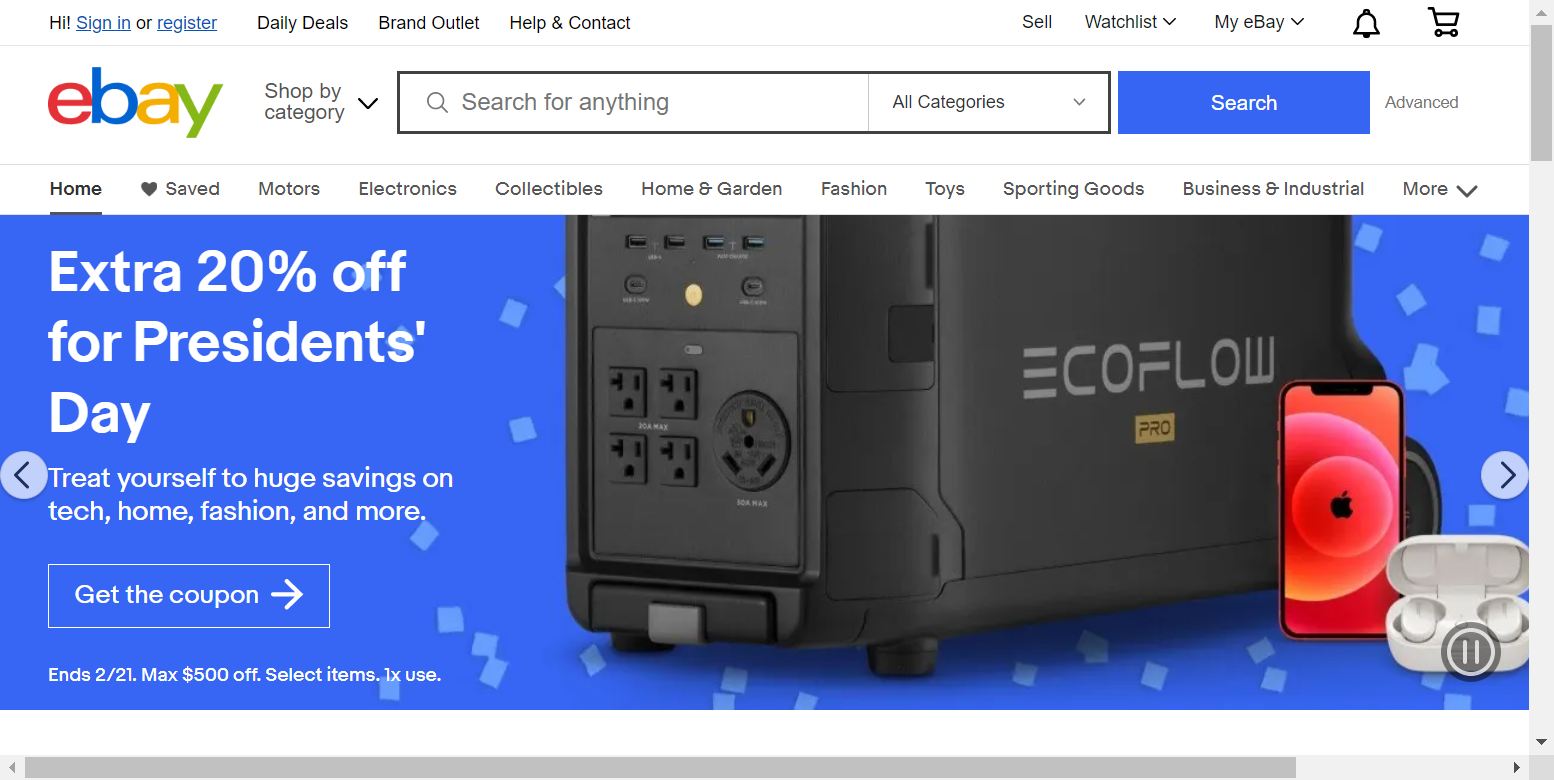 Hi! Sign in or register Daily Deals Brand Outlet Help & Contact Sell Watchlist My eBay
ebay
Shop by
category
Search for anything
All Categories
Search
Advanced
Home Saved Motors Electronics Collectibles Home & Garden Fashion Toys Sporting Goods Business & Industrial More
Extra 20% off
for Presidents'
Day
Treat yourself to huge savings on
tech, home, fashion, and more.
Get the coupon
Ends 2/21. Max $500 off. Select items. 1x use.
ECOFLOW
PRO
20A MAX
30A MAX